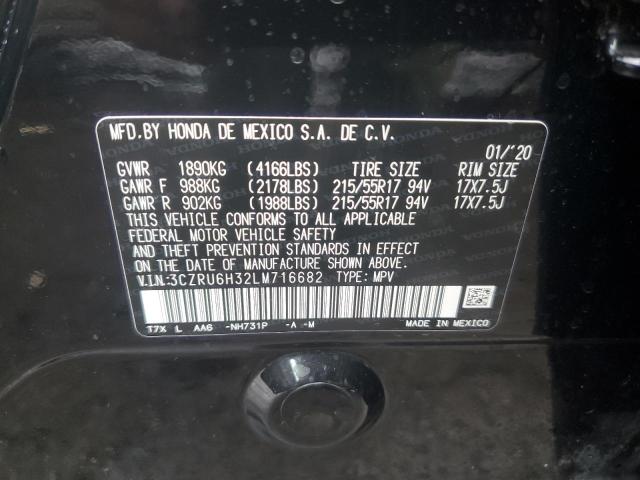 MFD.BY HONDA DE MEXICO S.A. DE C.V.
01/'20
GVWR 1890KG (4166LBS) TIRE SIZE RIM SIZE
GAWR F 988KG (2178LBS) 215/55R17 94V 17X7.5J
GAWR R 902KG (1988LBS) 215/55R17 94V 17X7.5J
THIS VEHICLE CONFORMS TO ALL APPLICABLE
FEDERAL MOTOR VEHICLE SAFETY
AND THEFT PREVENTION STANDARDS IN EFFECT
ON THE DATE OF MANUFACTURE SHOWN ABOVE.
V.I.N:3CZRU6H32LM716682 TYPE: MPV
T7X L AA6 -NH731P -A -M MADE IN MEXICO